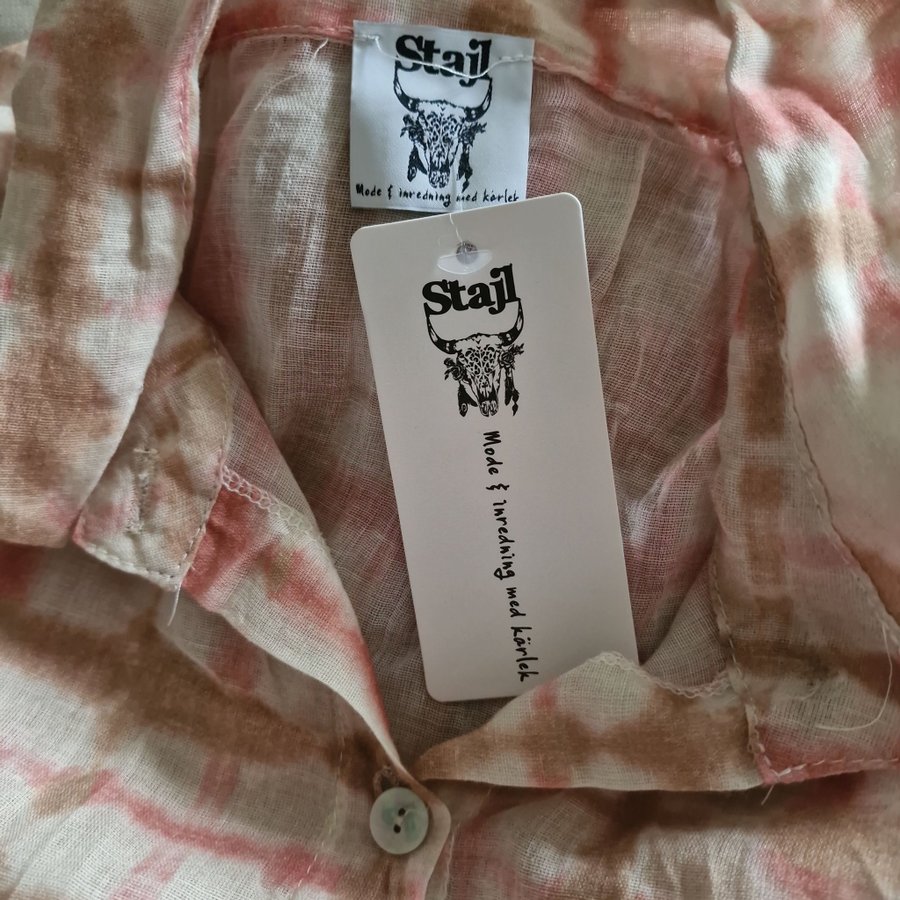 Stajl
Mode & inredning med kärlek
Stajl
Mode & inredning med kärlek